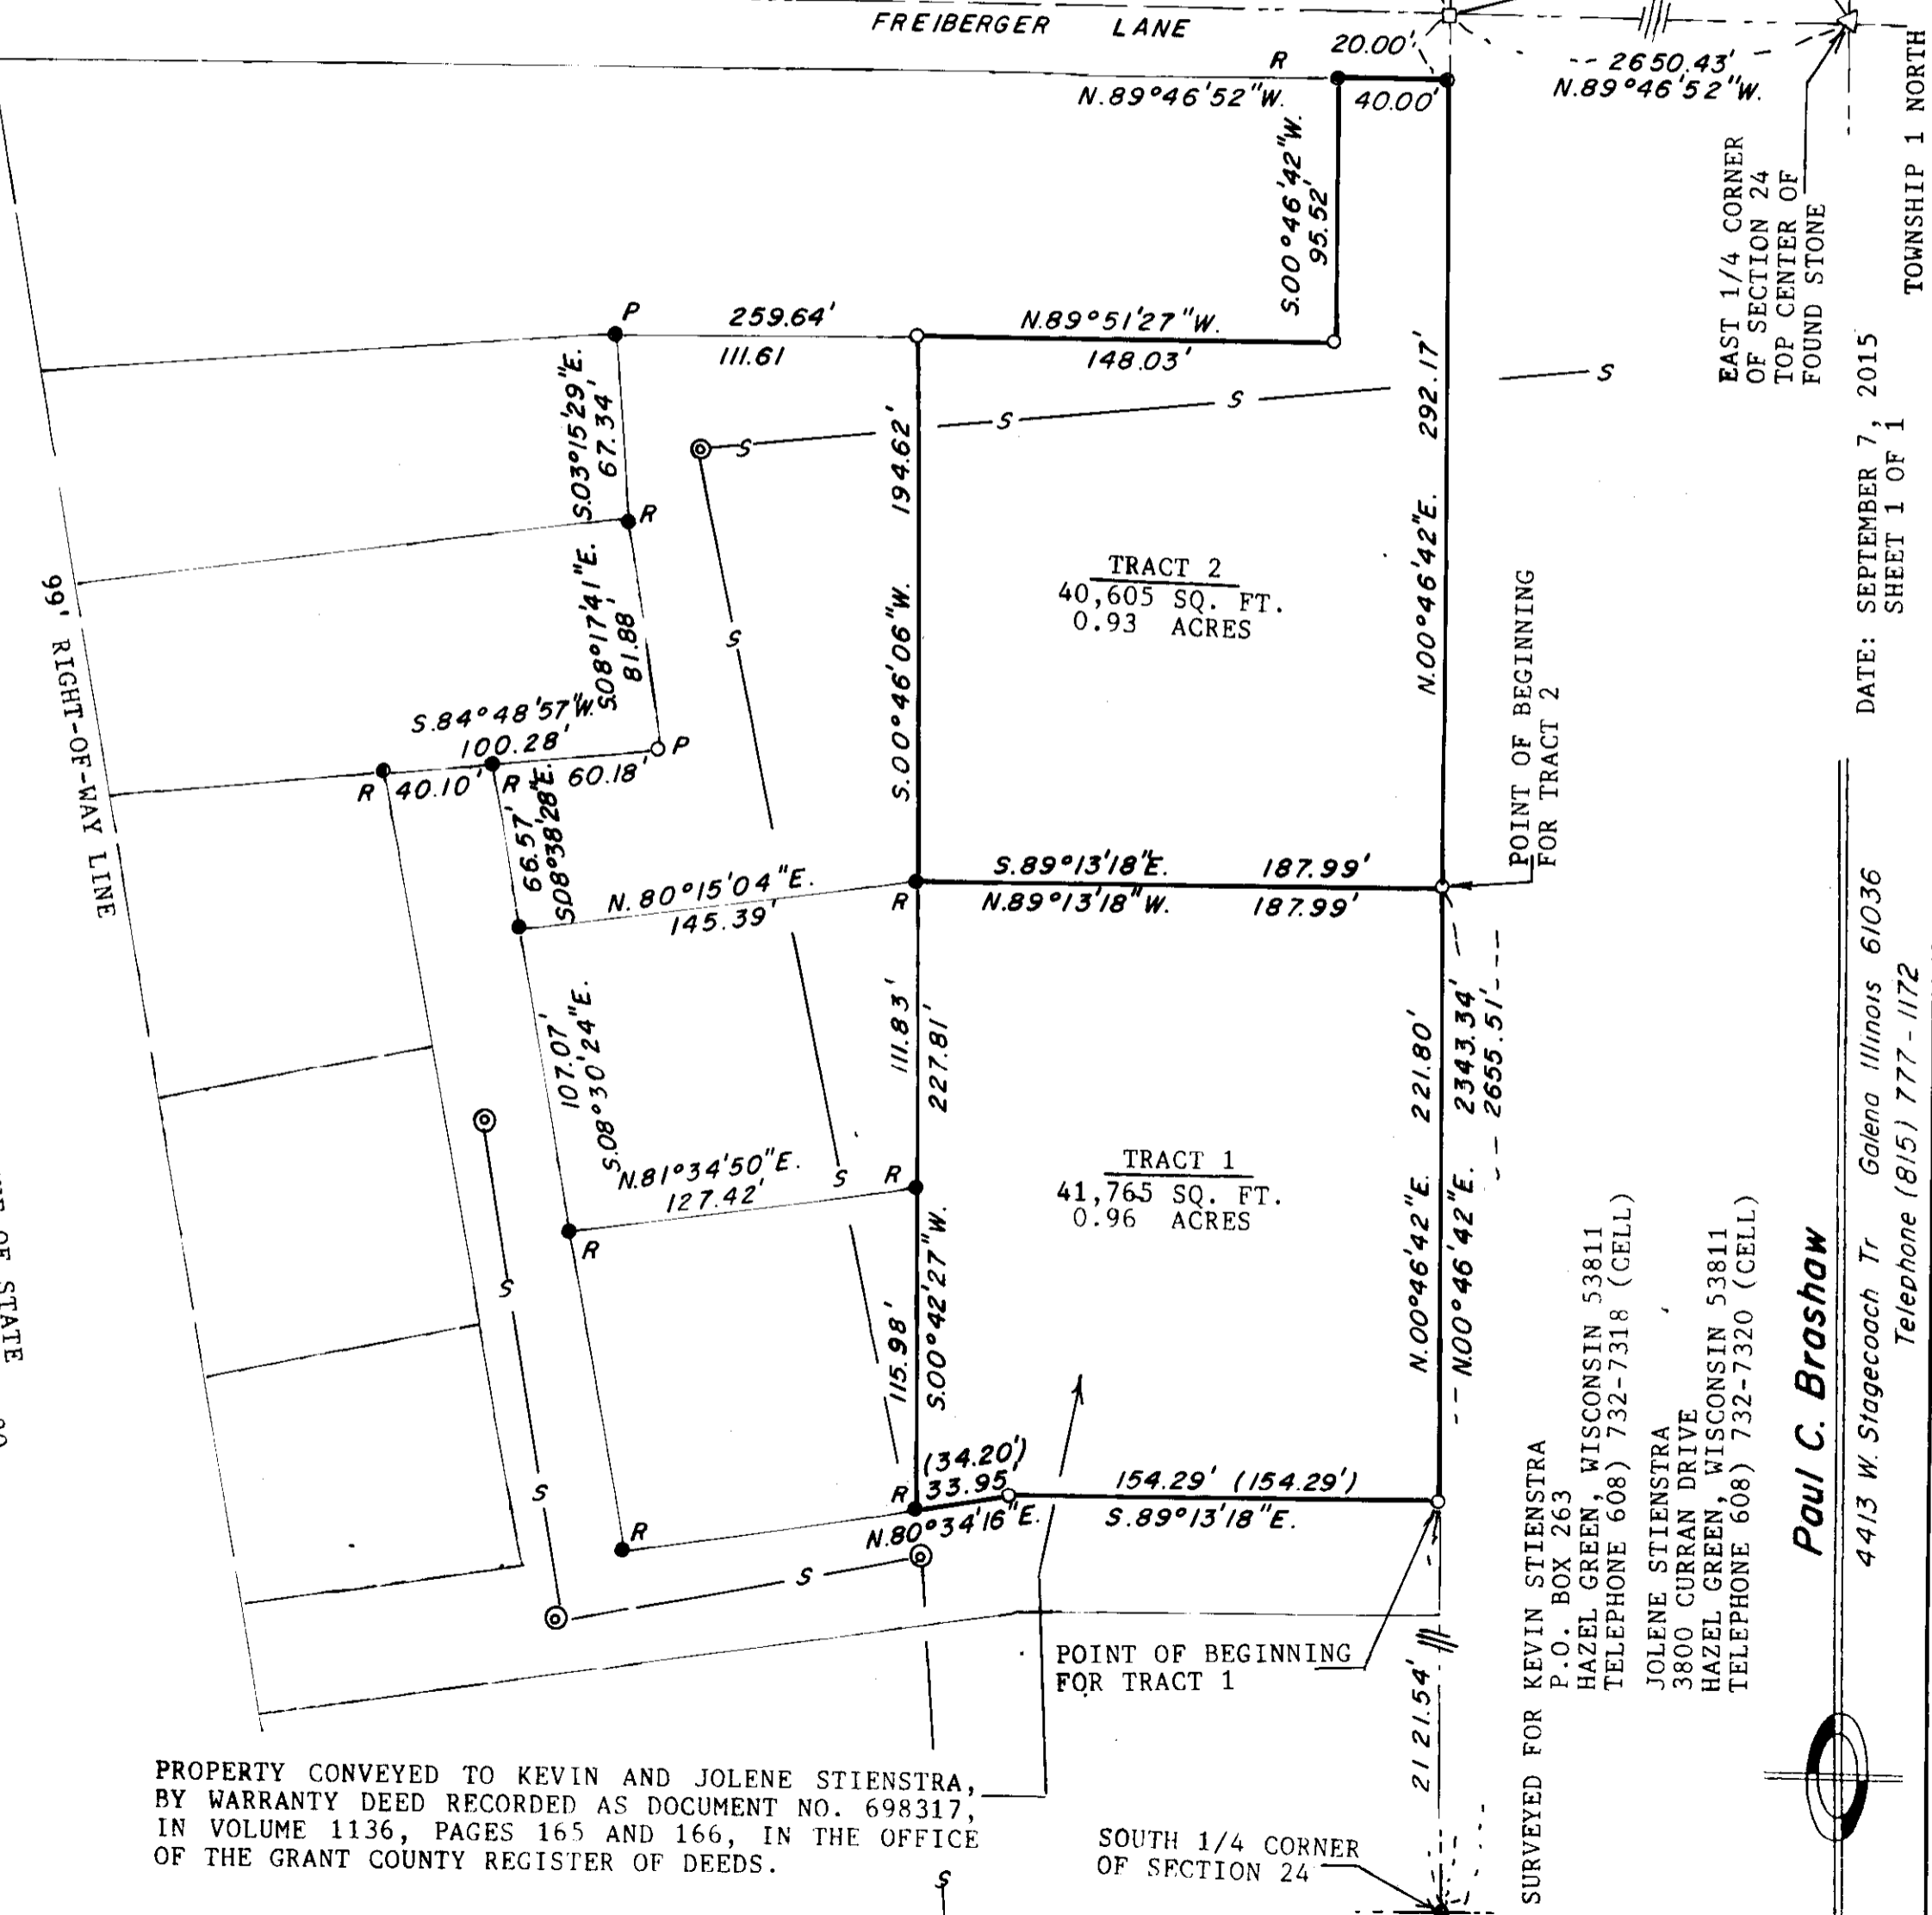 FREIBERGER LANE
R
20.00'
N.89°46'52"W.
40.00'
-- 2650.43'
N.89°46'52"W.
S.00°46'42"W.
95.52'
EAST 1/4 CORNER
OF SECTION 24
TOP CENTER OF
FOUND STONE
TOWNSHIP 1 NORTH
P
259.64'
111.61
N.89°51'27"W.
148.03'
S.03°15'29"E.
67.34'
R
S S S S
194.62'
S.00°46'06"W.
292.17'
N.00°46'42"E.
DATE: SEPTEMBER 7, 2015
SHEET 1 OF 1
S.08°17'41"E.
81.88'
TRACT 2
40,605 SQ. FT.
0.93 ACRES
S
99' RIGHT-OF-WAY LINE
S.84°48'57"W.
100.28'
P
R 40.10' R 60.18'
66.57'
S.08°38'28"E.
POINT OF BEGINNING
FOR TRACT 2
N.80°15'04"E.
145.39'
R
S.89°13'18"E. 187.99'
N.89°13'18"W. 187.99'
107.07'
S.08°30'24"E.
111.83'
227.81'
S.00°42'27"W.
115.98'
N.81°34'50"E.
127.42'
S
R
R
TRACT 1
41,765 SQ. FT.
0.96 ACRES
N.00°46'42"E. 221.80'
-- N.00°46'42"E. 2343.34'
-- 2655.51'---
S
S
(34.20')
33.95'
R
N.80°34'16"E.
154.29' (154.29')
S.89°13'18"E.
R
S
POINT OF BEGINNING
FOR TRACT 1
2121.54'
PROPERTY CONVEYED TO KEVIN AND JOLENE STIENSTRA,
BY WARRANTY DEED RECORDED AS DOCUMENT NO. 698317,
IN VOLUME 1136, PAGES 165 AND 166, IN THE OFFICE
OF THE GRANT COUNTY REGISTER OF DEEDS.
S
SOUTH 1/4 CORNER
OF SECTION 24
SURVEYED FOR KEVIN STIENSTRA
P.O. BOX 263
HAZEL GREEN, WISCONSIN 53811
TELEPHONE 608) 732-7318 (CELL)
JOLENE STIENSTRA
3800 CURRAN DRIVE
HAZEL GREEN, WISCONSIN 53811
TELEPHONE 608) 732-7320 (CELL)
Paul C. Brashaw
4413 W. Stagecoach Tr Galena Illinois 61036
Telephone (815) 777-1172
OF STATE